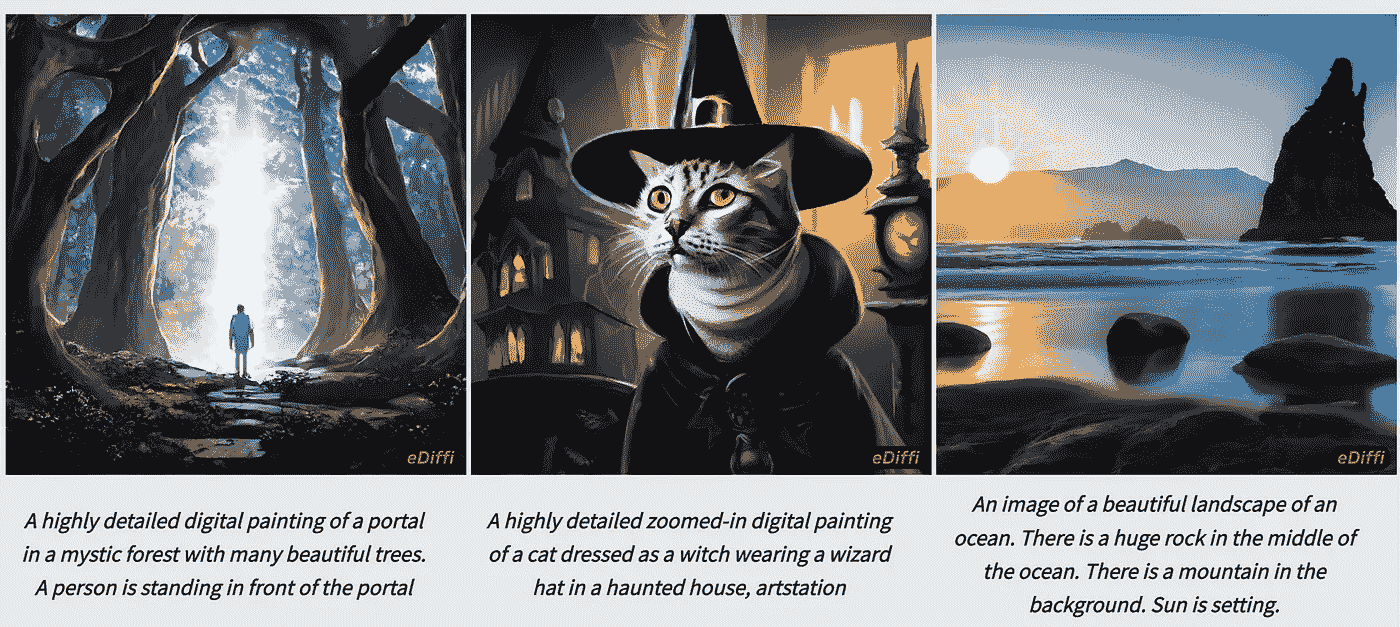 eDiffi
eDiffi
eDiffi
A highly detailed digital painting of a portal
in a mystic forest with many beautiful trees.
A person is standing in front of the portal
A highly detailed zoomed-in digital painting
of a cat dressed as a witch wearing a wizard
hat in a haunted house, artstation
An image of a beautiful landscape of an
ocean. There is a huge rock in the middle of
the ocean. There is a mountain in the
background. Sun is setting.